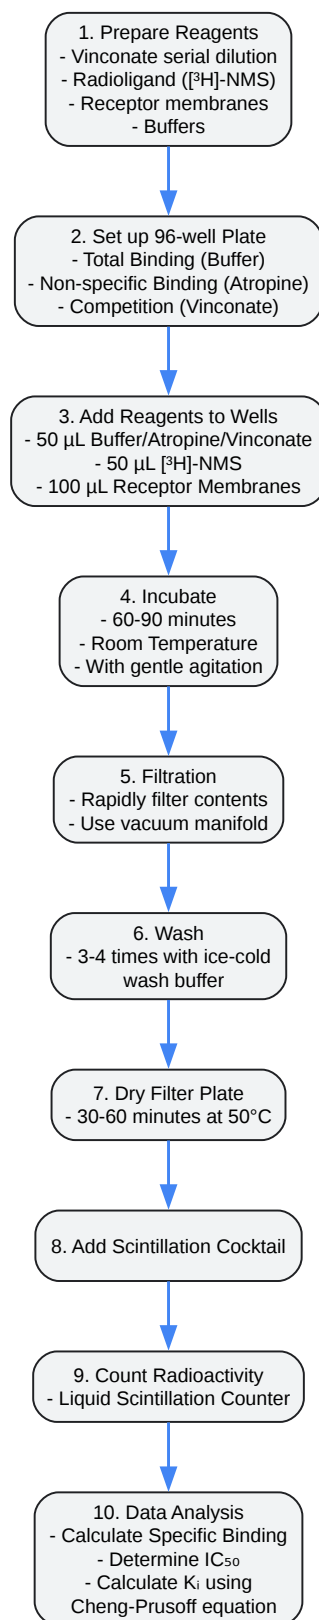 1. Prepare Reagents
- Vinconate serial dilution
- Radioligand ([³H]-NMS)
- Receptor membranes
- Buffers
2. Set up 96-well Plate
- Total Binding (Buffer)
- Non-specific Binding (Atropine)
- Competition (Vinconate)
3. Add Reagents to Wells
- 50 µL Buffer/Atropine/Vinconate
- 50 µL [³H]-NMS
- 100 µL Receptor Membranes
4. Incubate
- 60-90 minutes
- Room Temperature
- With gentle agitation
5. Filtration
- Rapidly filter contents
- Use vacuum manifold
6. Wash
- 3-4 times with ice-cold
wash buffer
7. Dry Filter Plate
- 30-60 minutes at 50°C
8. Add Scintillation Cocktail
9. Count Radioactivity
- Liquid Scintillation Counter
10. Data Analysis
- Calculate Specific Binding
- Determine IC₅₀
- Calculate Kᵢ using
Cheng-Prusoff equation